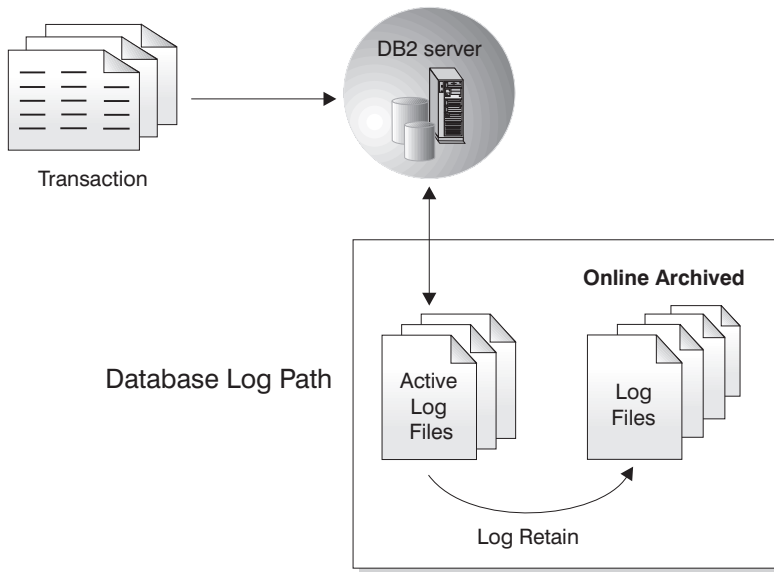 DB2 server
Transaction
Online Archived
Database Log Path
Active
Log
Files
Log
Files
Log Retain